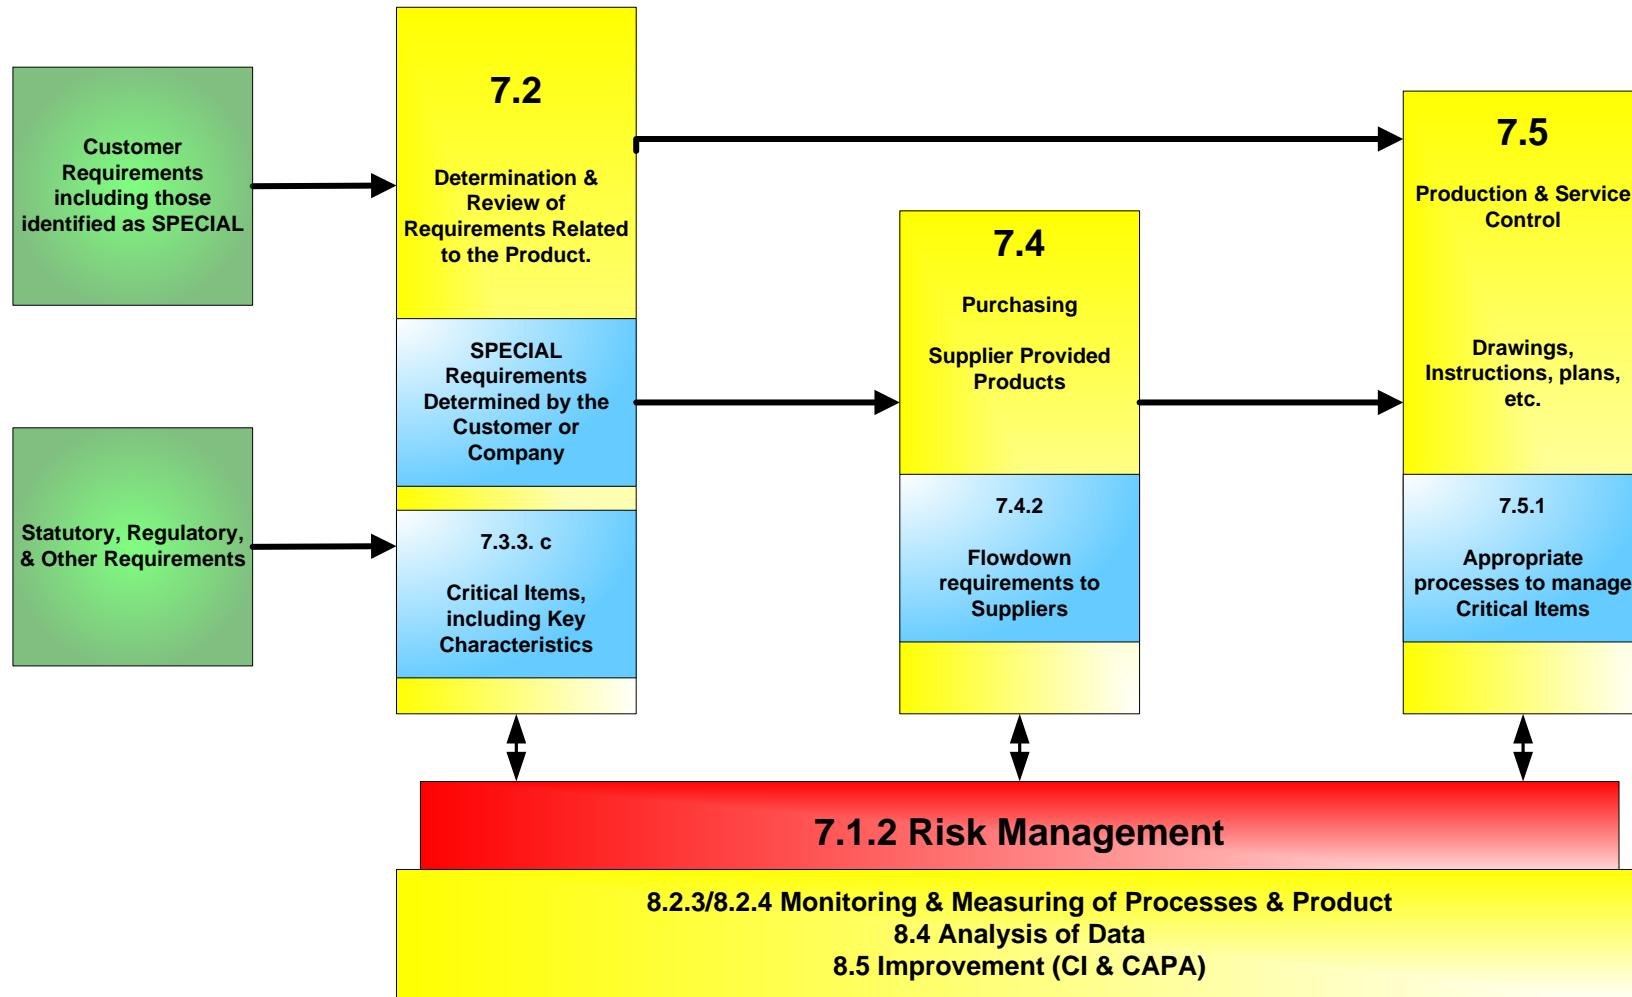 Customer
Requirements
including those
identified as SPECIAL
Statutory, Regulatory,
& Other Requirements
7.2
Determination &
Review of
Requirements Related
to the Product.
SPECIAL
Requirements
Determined by the
Customer or
Company
7.3.3. c
Critical Items,
including Key
Characteristics
7.4
Purchasing
Supplier Provided
Products
7.4.2
Flowdown
requirements to
Suppliers
7.5
Production & Service
Control
Drawings,
Instructions, plans,
etc.
7.5.1
Appropriate
processes to manage
Critical Items
7.1.2 Risk Management
8.2.3/8.2.4 Monitoring & Measuring of Processes & Product
8.4 Analysis of Data
8.5 Improvement (CI & CAPA)